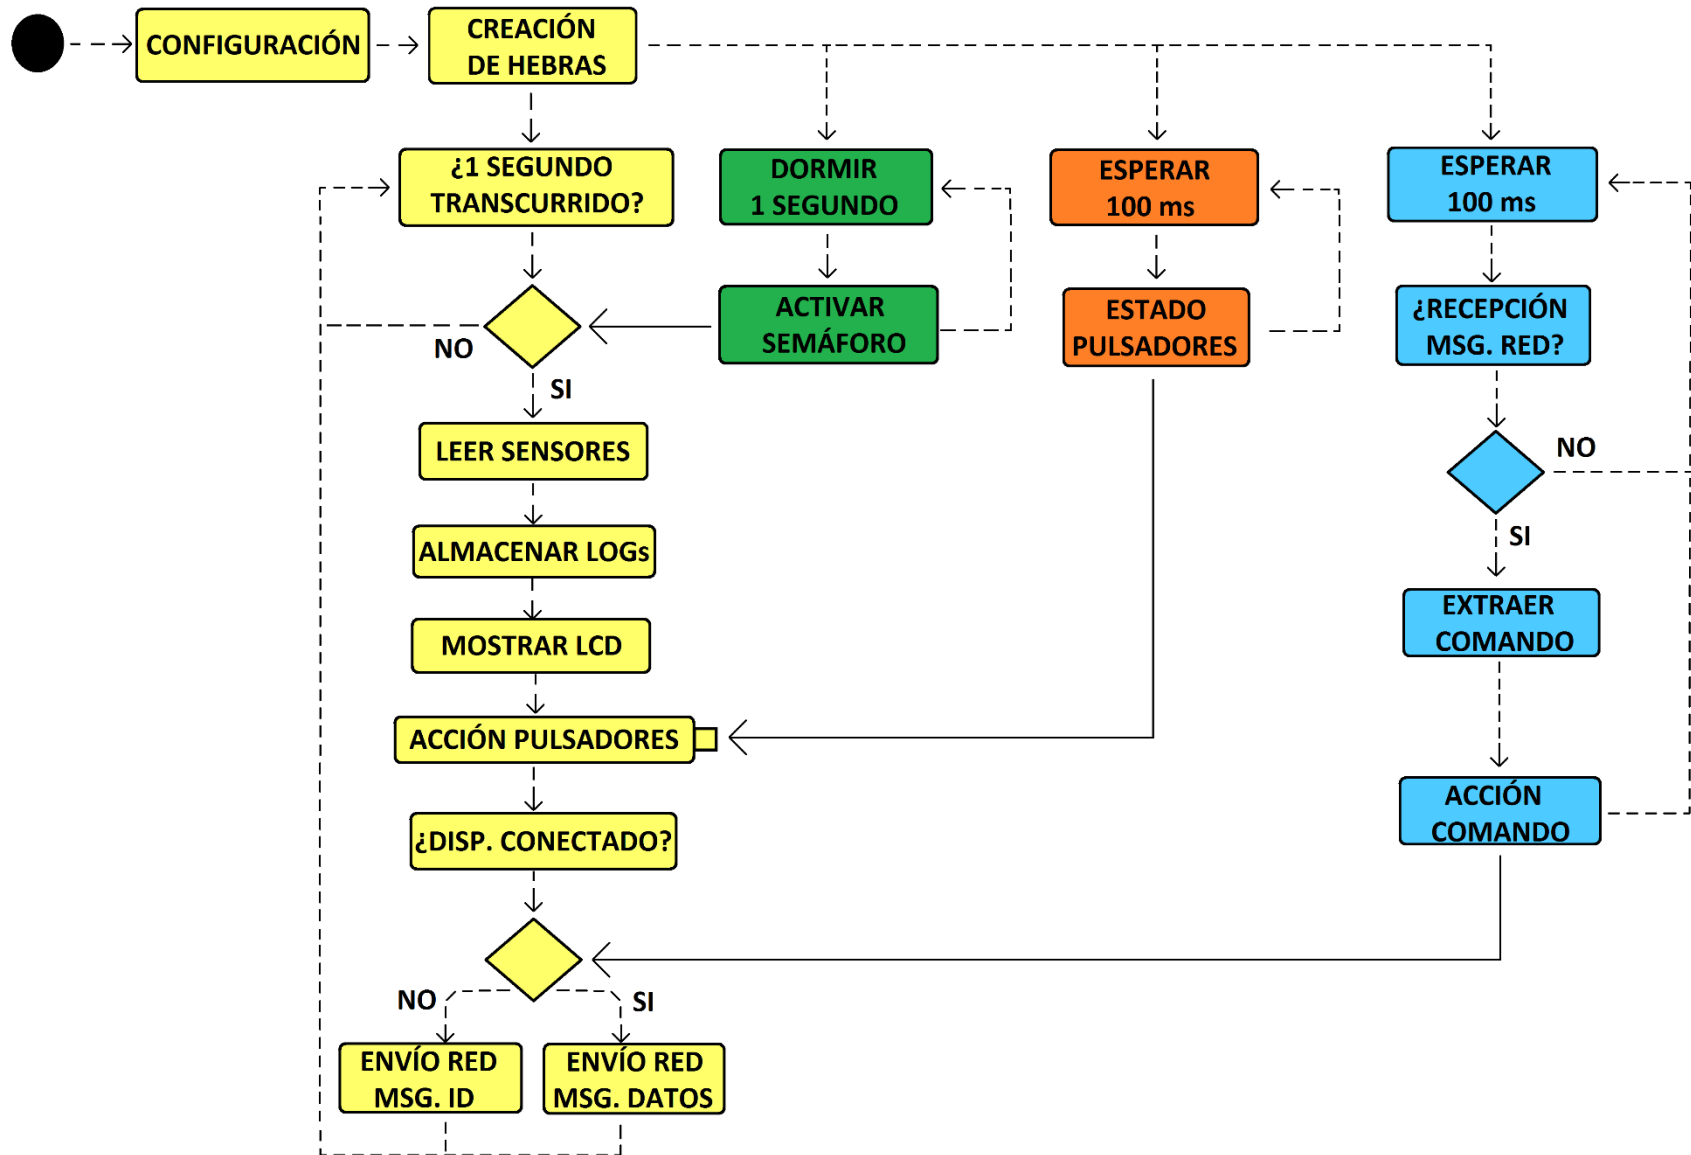 CONFIGURACIÓN
CREACIÓN
DE HEBRAS
¿1 SEGUNDO
TRANSCURRIDO?
DORMIR
1 SEGUNDO
ESPERAR
100 ms
ESPERAR
100 ms
ACTIVAR
SEMÁFORO
ESTADO
PULSADORES
¿RECEPCIÓN
MSG. RED?
NO
SI
LEER SENSORES
NO
SI
ALMACENAR LOGs
EXTRAER
COMANDO
MOSTRAR LCD
ACCIÓN PULSADORES
ACCIÓN
COMANDO
¿DISP. CONECTADO?
NO
SI
ENVÍO RED
MSG. ID
ENVÍO RED
MSG. DATOS